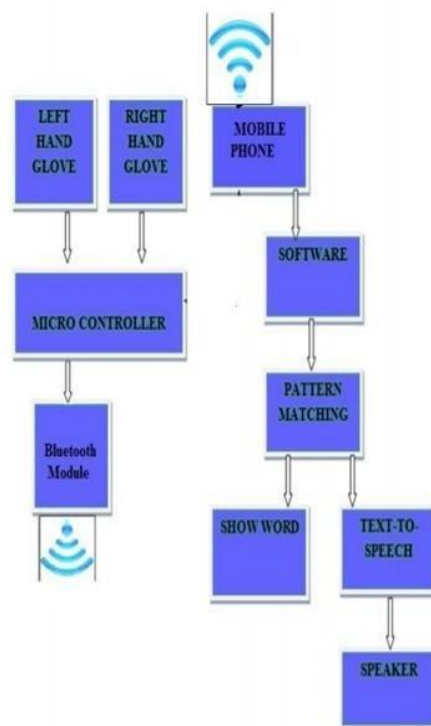 LEFT
HAND
GLOVE
RIGHT
HAND
GLOVE
MICRO CONTROLLER
Bluetooth
Module
MOBILE
PHONE
SOFTWARE
PATTERN
MATCHING
SHOW WORD
TEXT-TO-
SPEECH
SPEAKER